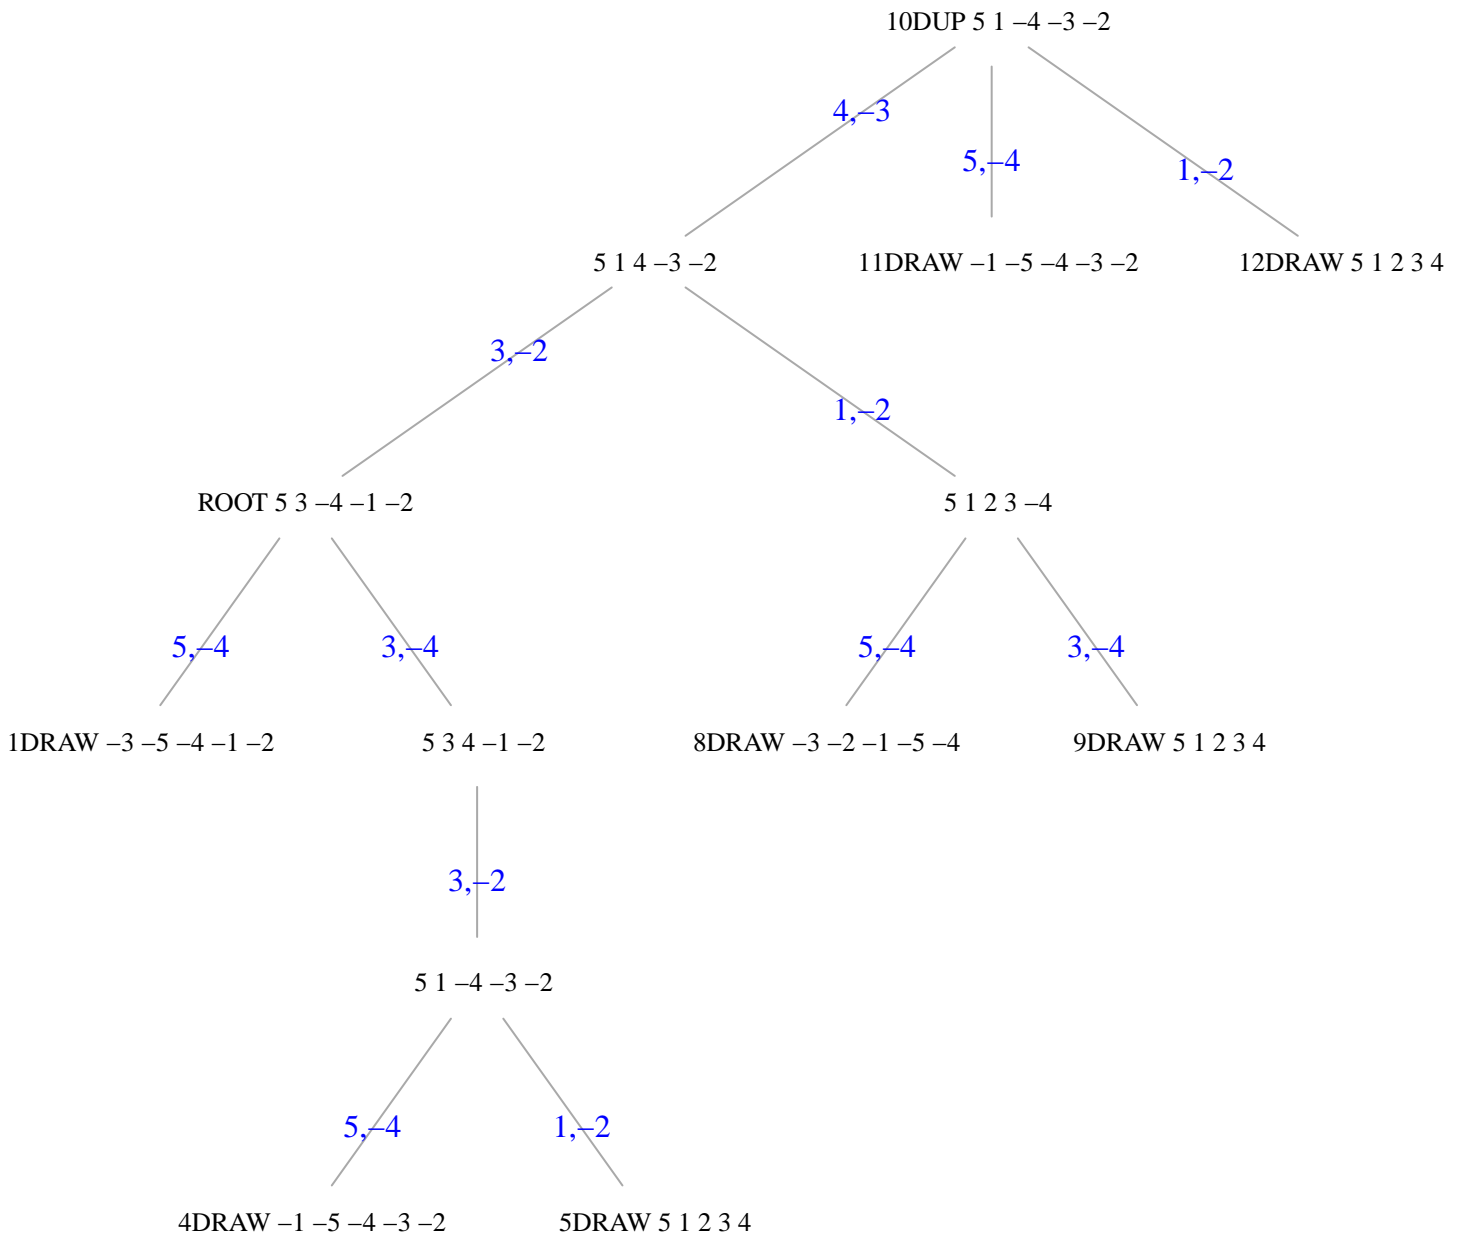 10DUP 5 1 –4 –3 –2
4,–3
5,–4
1,–2
5 1 4 –3 –2
11DRAW –1 –5 –4 –3 –2
12DRAW 5 1 2 3 4
3,–2
1,–2
ROOT 5 3 –4 –1 –2
5 1 2 3 –4
5,–4
3,–4
5,–4
3,–4
1DRAW –3 –5 –4 –1 –2
5 3 4 –1 –2
8DRAW –3 –2 –1 –5 –4
9DRAW 5 1 2 3 4
3,–2
5 1 –4 –3 –2
5,–4
1,–2
4DRAW –1 –5 –4 –3 –2
5DRAW 5 1 2 3 4